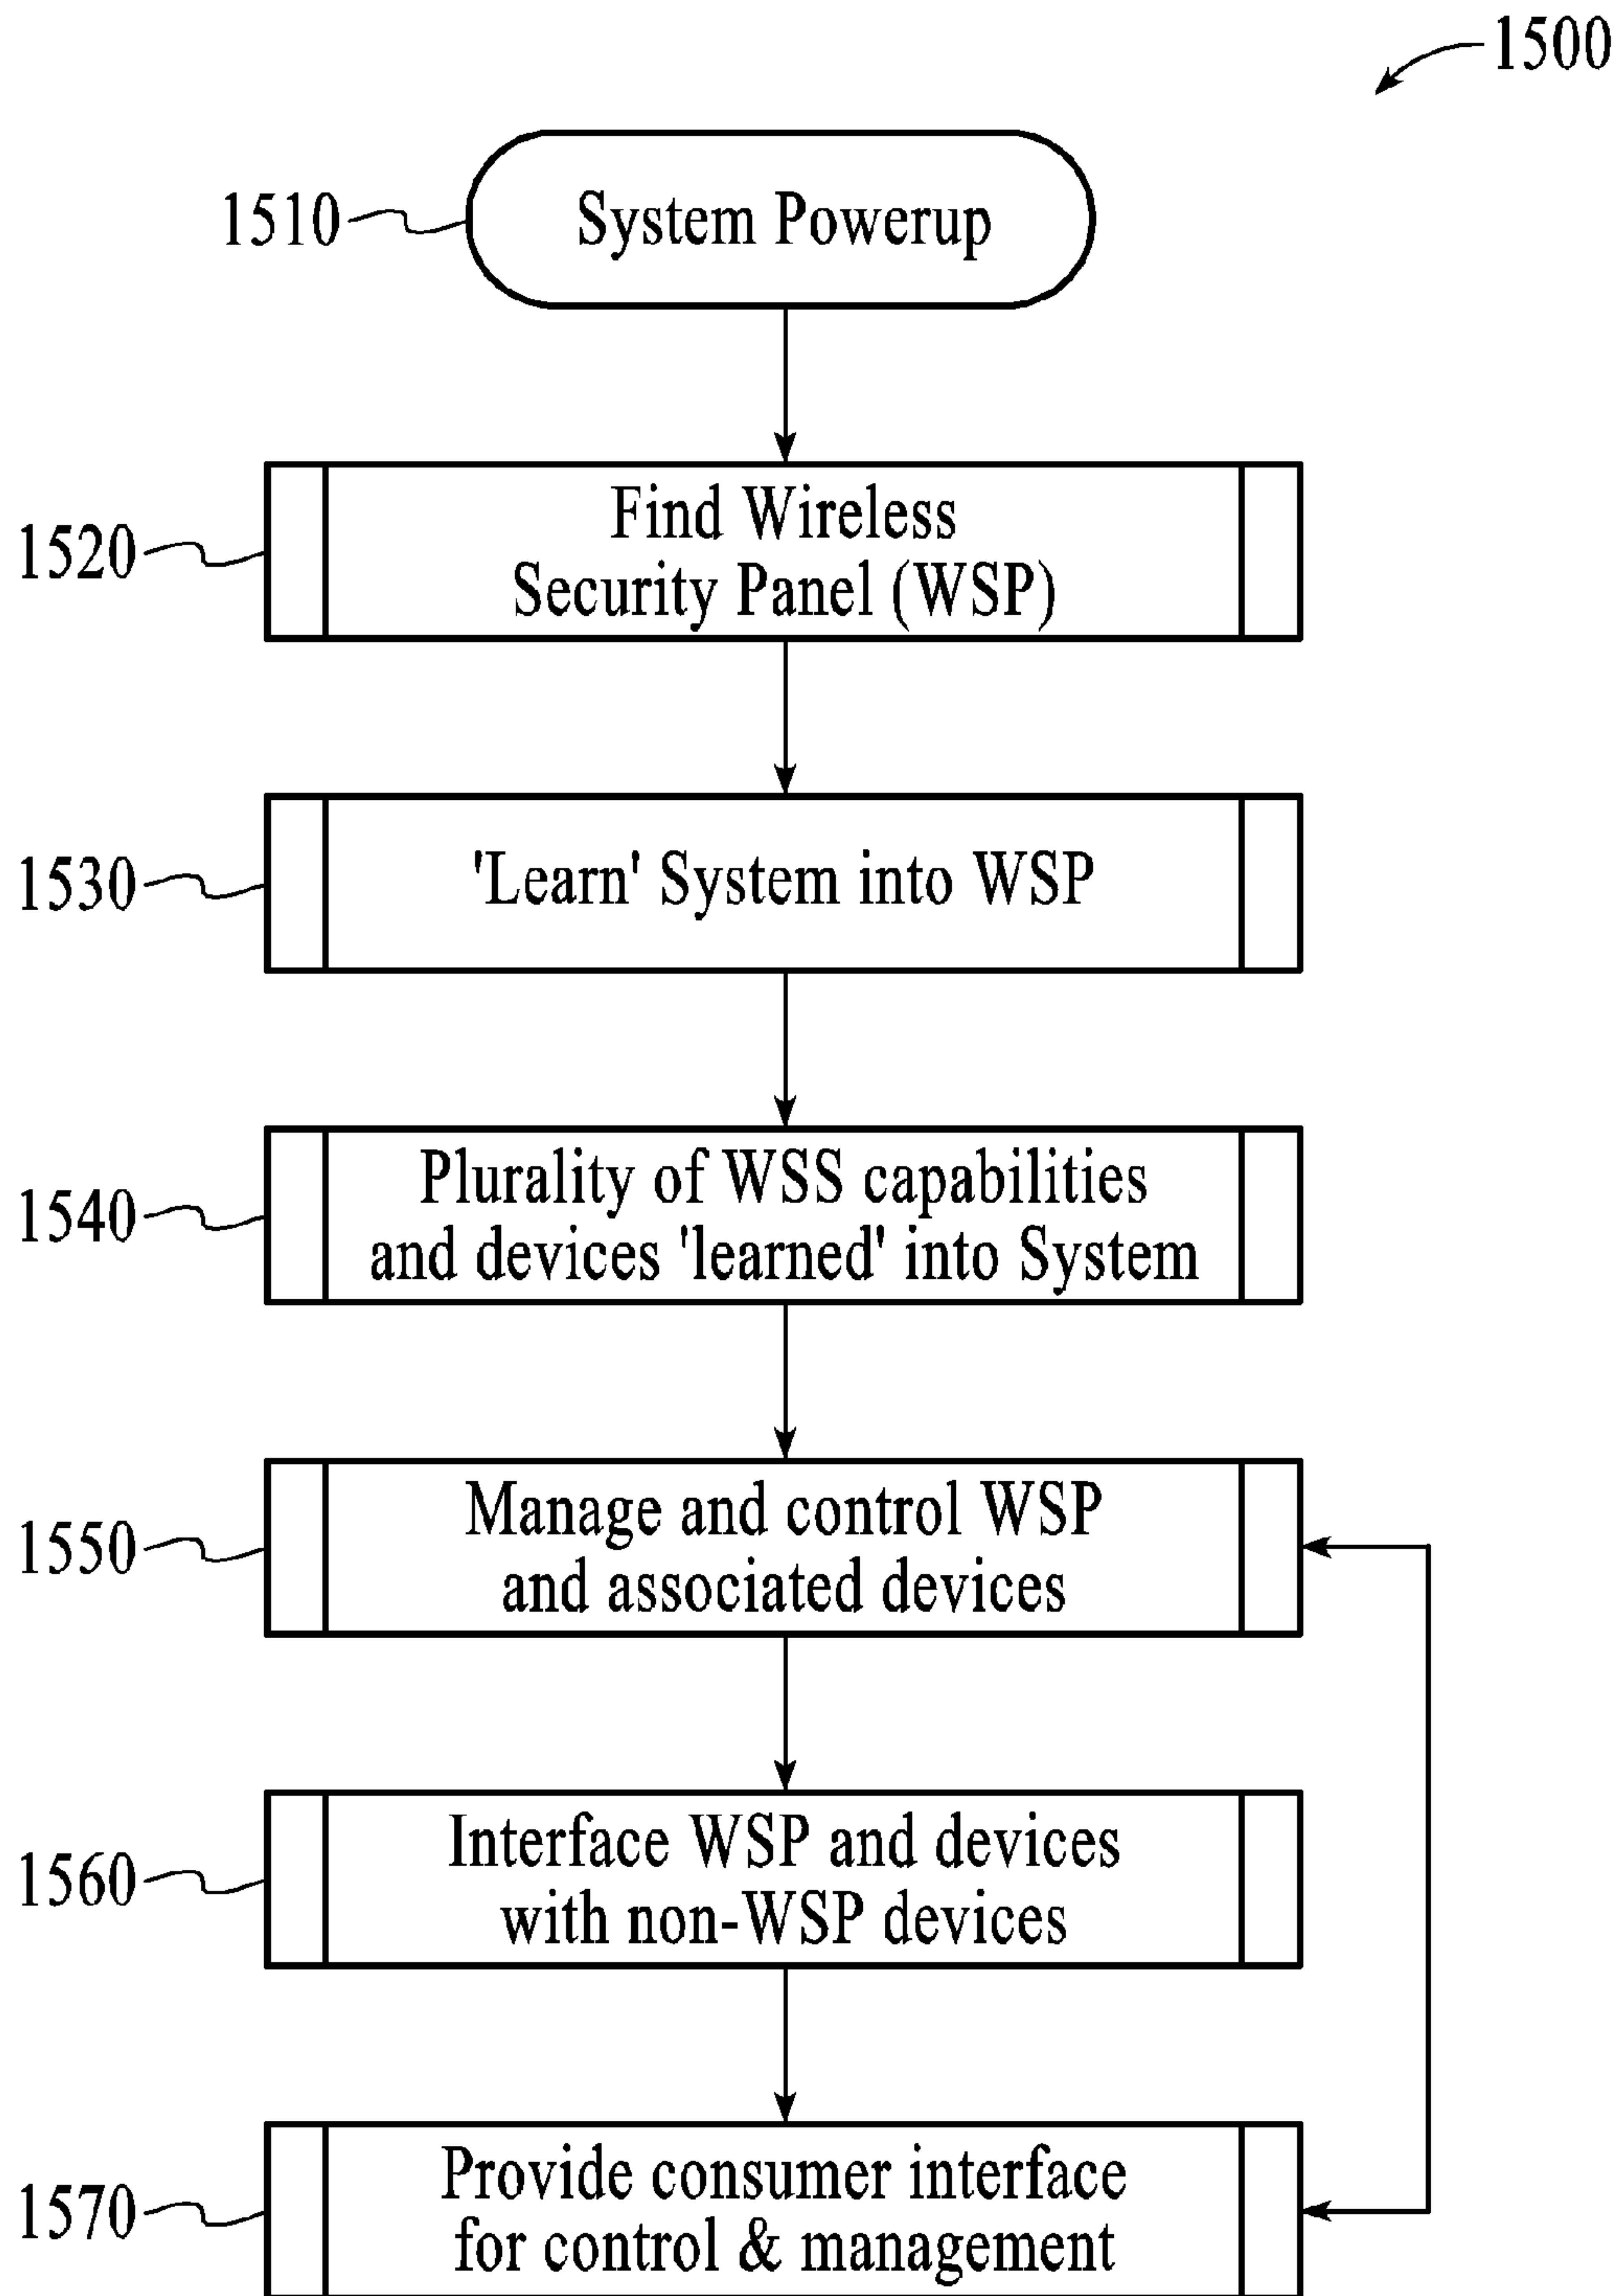 1500
1510
System Powerup
1520
Find Wireless
Security Panel (WSP)
1530
'Learn' System into WSP
1540
Plurality of WSS capabilities
and devices 'learned' into System
1550
Manage and control WSP
and associated devices
1560
Interface WSP and devices
with non-WSP devices
1570
Provide consumer interface
for control & management